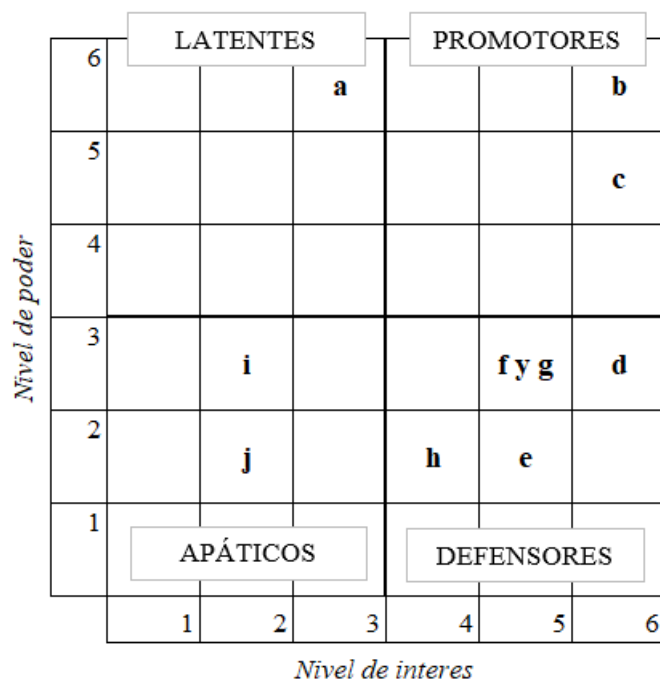 LATENTES PROMOTORES
6 a b
5 c
4
Nivel de poder
3 i f y g d
2 j h e
1
APÁTICOS DEFENSORES
1 2 3 4 5 6
Nivel de interes